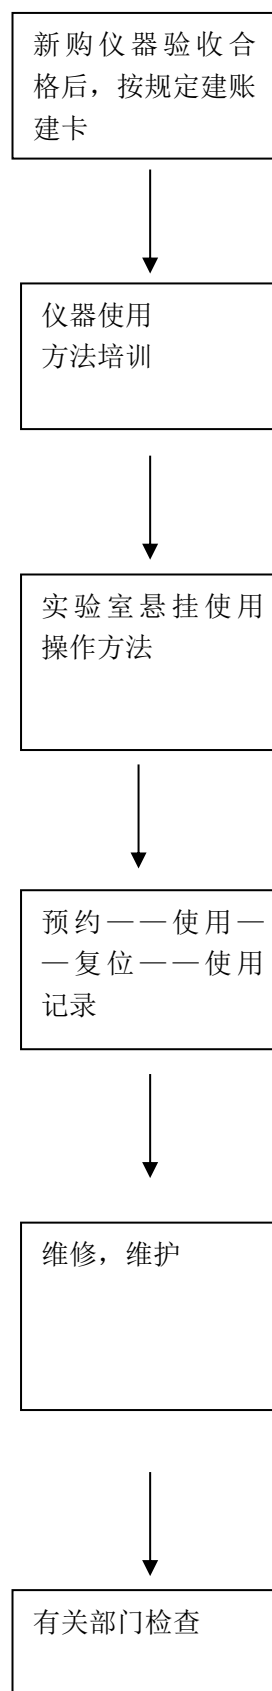 新购仪器验收合
格后，按规定建账
建卡
仪器使用
方法培训
实验室悬挂使用
操作方法
预约——使用—
—复位——使用
记录
维修，维护
有关部门检查